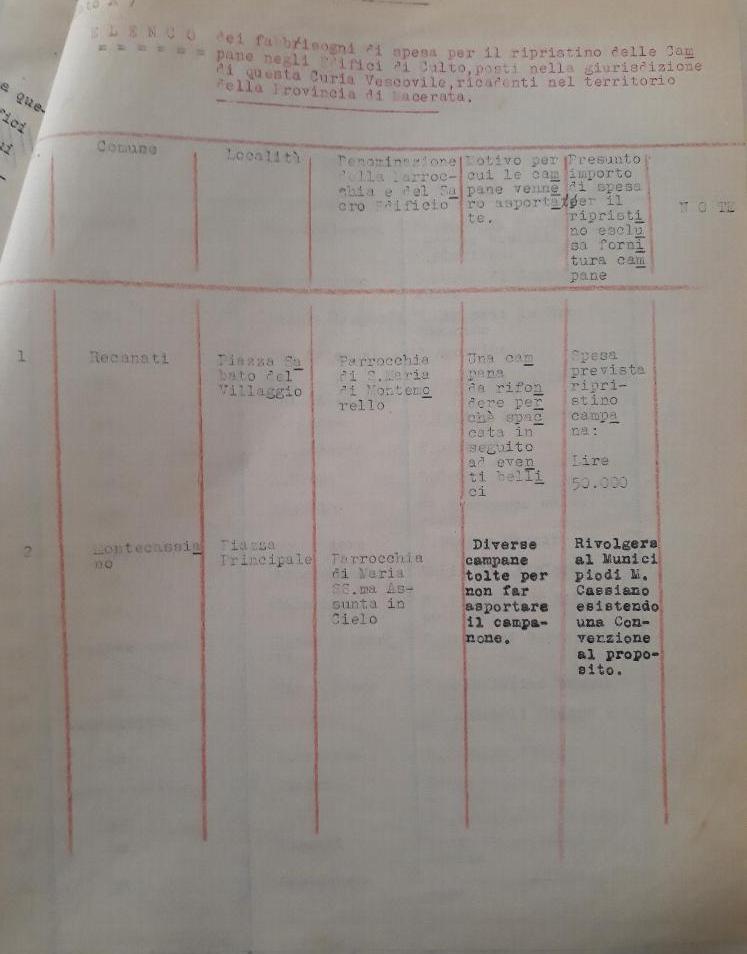 E L E N C O dei fabbrisogni di spesa per il ripristino delle Cam
= = = = = = pane negli Edifici di Culto,posti nella giurisdizione
di questa Curia Vescovile,ricadenti nel territorio
della Provincia di Macerata.
Comune
Località
Denominazione
della Parroc-
chia e del Sa
cro Edificio
Motivo per
cui le cam
pane venne
ro asporta
te.
Presunto
importo
di spesa
per il
ripristi
no esclu
sa forni
tura cam
pane
N O TE
1
Recanati
Piazza Sa
bato del
Villaggio
Parrocchia
di S.Maria
di Montemo
rello
Una cam
pana
da rifon
dere per
chè spac
cata in
seguito
ad even
ti belli
ci
Spesa
prevista
ripri-
stino
campa
na:
Lire
50.000
2
Montecassia
no
Piazza
Principale
Parrocchia
di Maria
SS.ma As-
sunta in
Cielo
Diverse
campane
tolte per
non far
asportare
il campa-
none.
Rivolgers
al Munici
piodi M.
Cassiano
esistendo
una Con-
venzione
al propo-
sito.